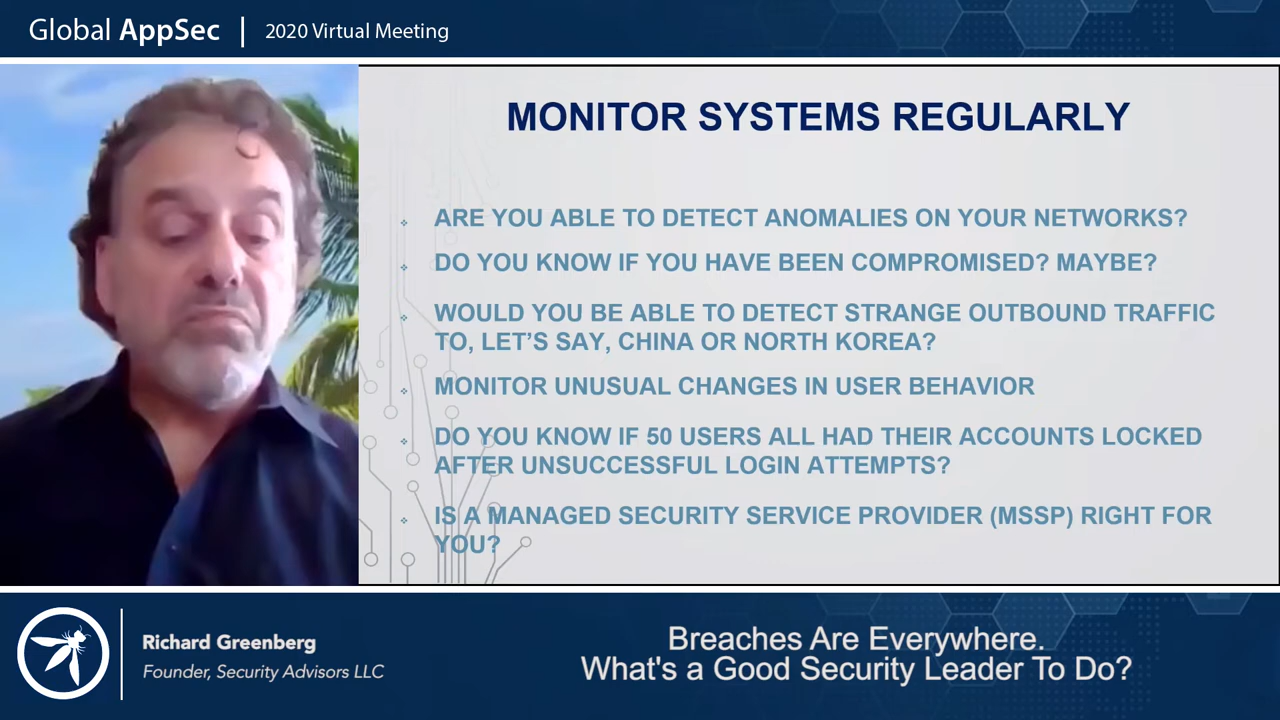 Global AppSec | 2020 Virtual Meeting
MONITOR SYSTEMS REGULARLY
ARE YOU ABLE TO DETECT ANOMALIES ON YOUR NETWORKS?
DO YOU KNOW IF YOU HAVE BEEN COMPROMISED? MAYBE?
WOULD YOU BE ABLE TO DETECT STRANGE OUTBOUND TRAFFIC
TO, LET’S SAY, CHINA OR NORTH KOREA?
MONITOR UNUSUAL CHANGES IN USER BEHAVIOR
DO YOU KNOW IF 50 USERS ALL HAD THEIR ACCOUNTS LOCKED
AFTER UNSUCCESSFUL LOGIN ATTEMPTS?
IS A MANAGED SECURITY SERVICE PROVIDER (MSSP) RIGHT FOR
YOU?
Richard Greenberg
Founder, Security Advisors LLC
Breaches Are Everywhere.
What's a Good Security Leader To Do?